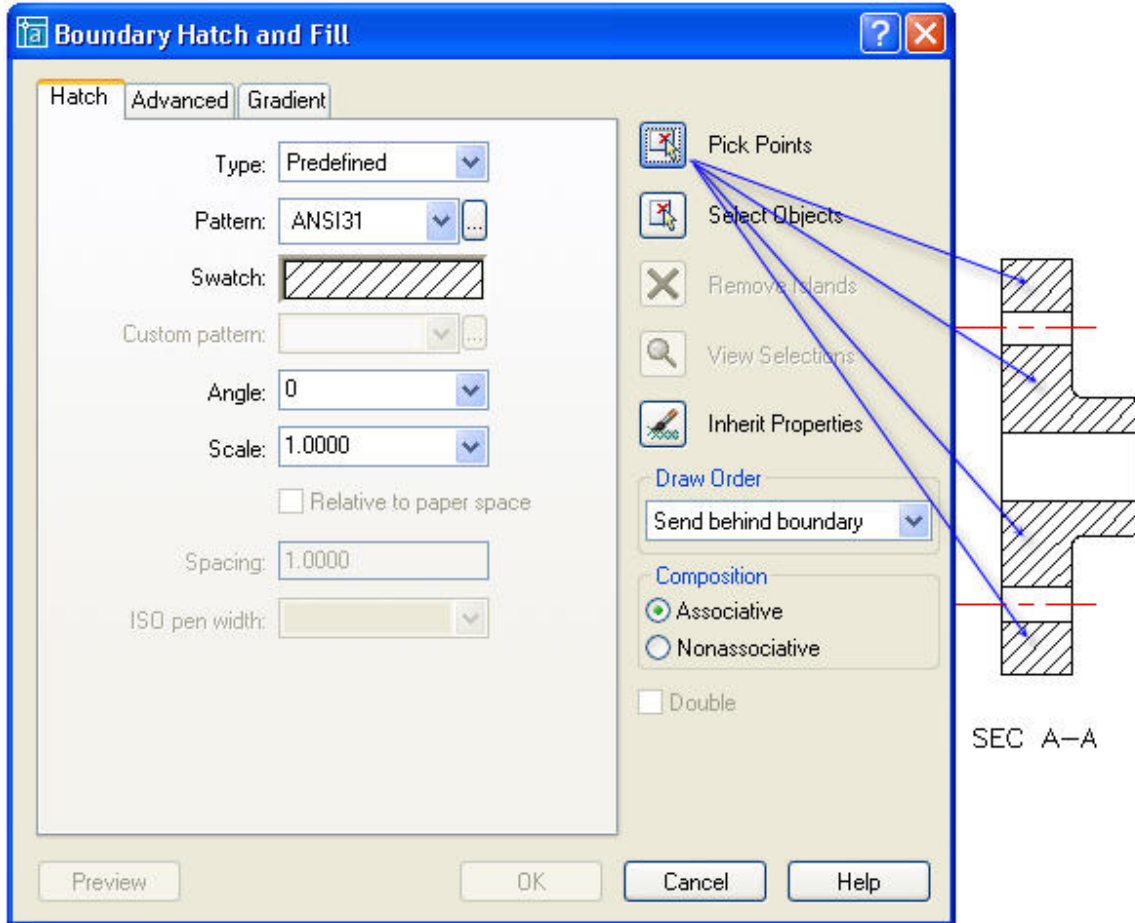 Boundary Hatch and Fill
Hatch Advanced Gradient
Type: Predefined
Pattern: ANSI31 ...
Swatch:
Custom pattern: ...
Angle: 0
Scale: 1.0000
Relative to paper space
Spacing: 1.0000
ISO pen width:
Pick Points
Select Objects
Remove Islands
View Selections
Inherit Properties
Draw Order
Send behind boundary
Composition
Associative
Nonassociative
Double
Preview OK Cancel Help
SEC A-A